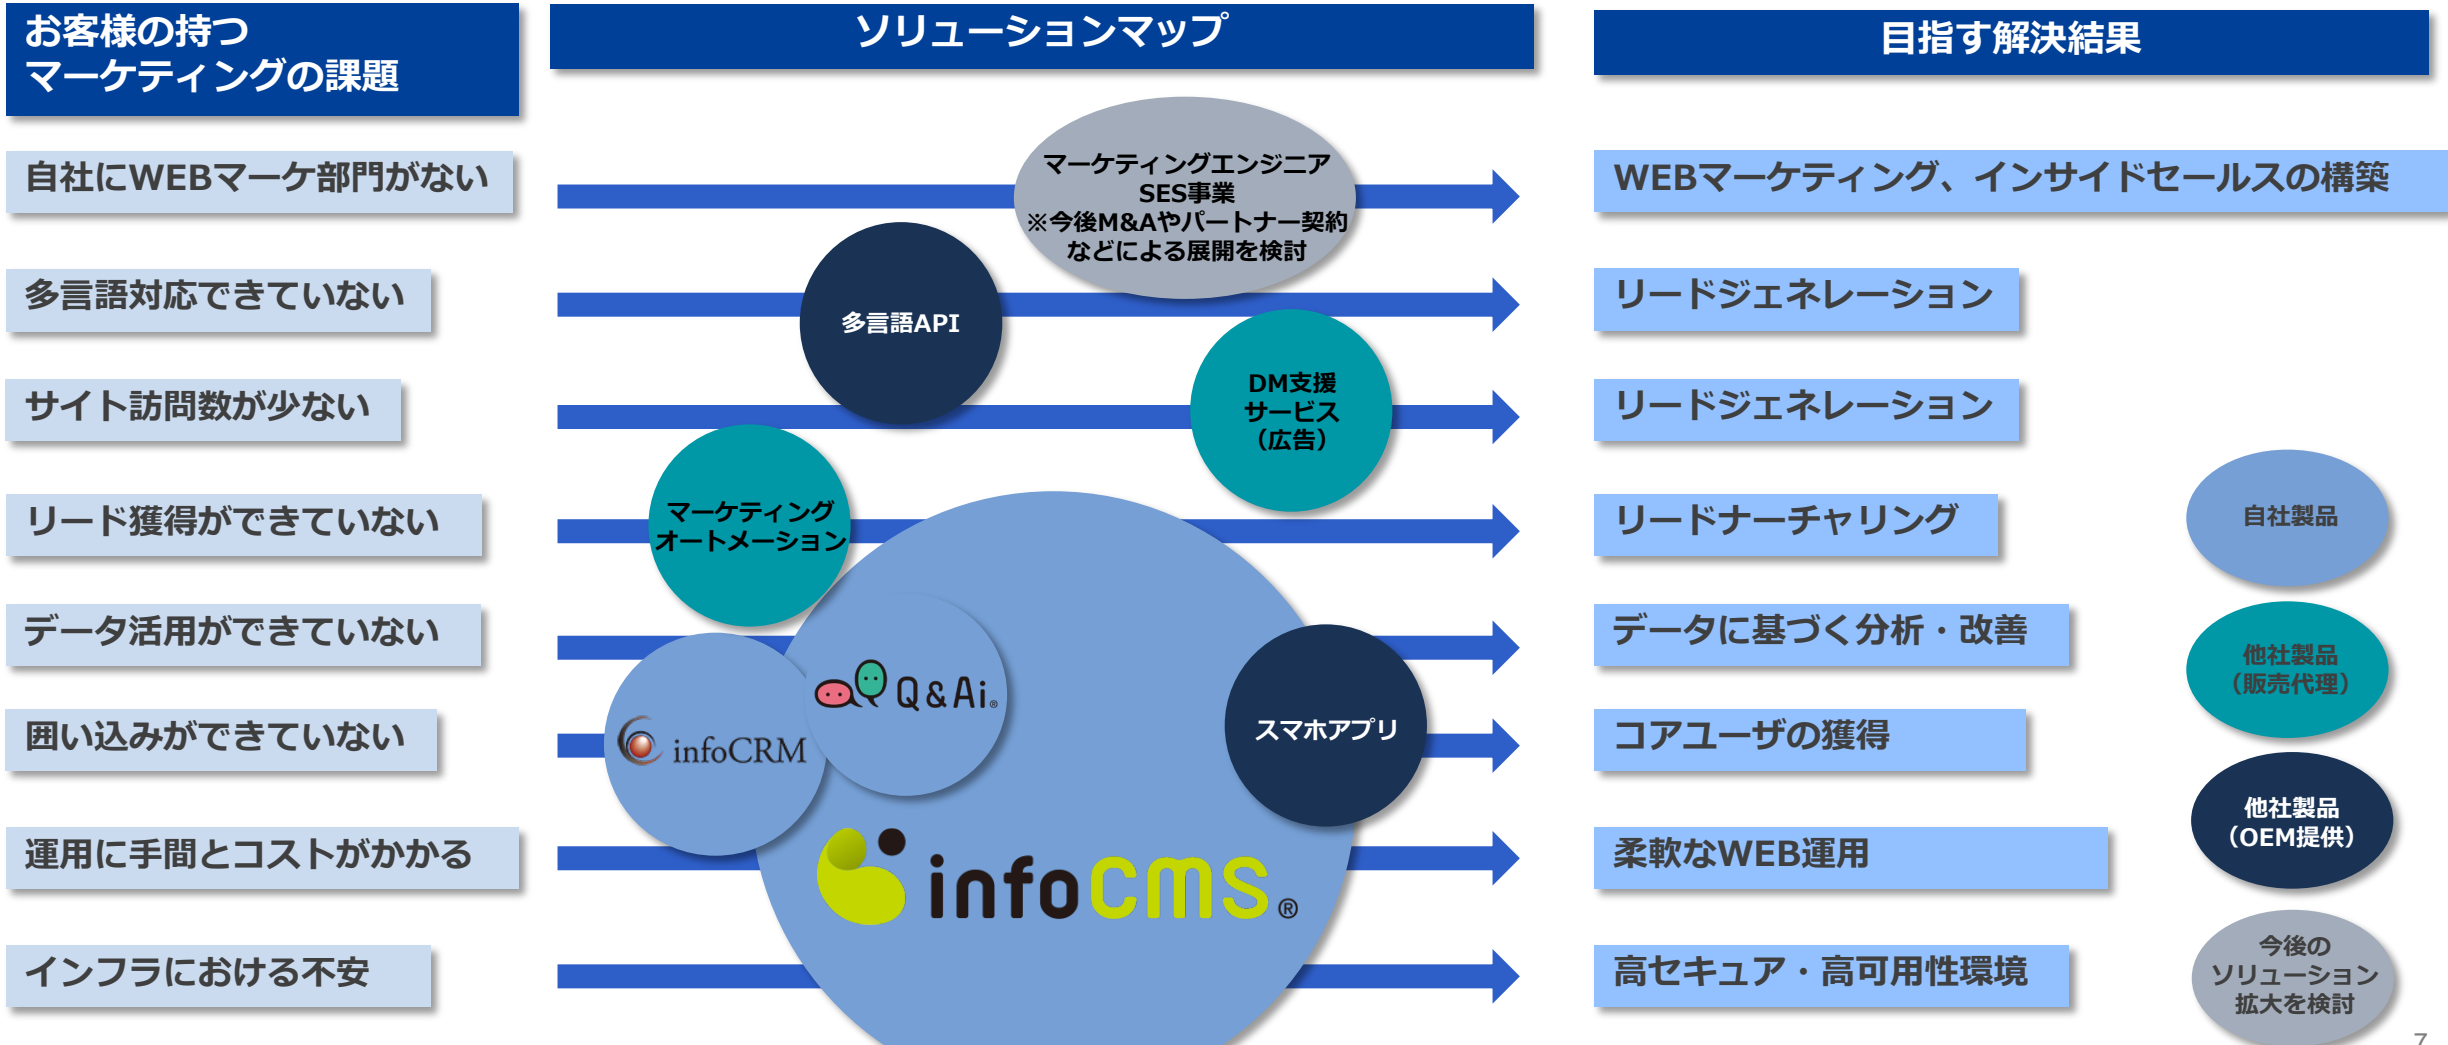 お客様の持つ
マーケティングの課題
ソリューションマップ
目指す解決結果
自社にWEBマーケ部門がない
多言語対応できていない
サイト訪問数が少ない
リード獲得ができていない
データ活用ができていない
囲い込みができていない
運用に手間とコストがかかる
インフラにおける不安
マーケティングエンジニア
SES事業
※今後M&Aやパートナー契約
などによる展開を検討
多言語API
DM支援
サービス
（広告）
マーケティング
オートメーション
Q&Ai®
infoCRM
スマホアプリ
infoCMS®
WEBマーケティング、インサイドセールスの構築
リードジェネレーション
リードジェネレーション
リードナーチャリング
データに基づく分析・改善
コアユーザの獲得
柔軟なWEB運用
高セキュア・高可用性環境
自社製品
他社製品
（販売代理）
他社製品
（OEM提供）
今後の
ソリューション
拡大を検討
7